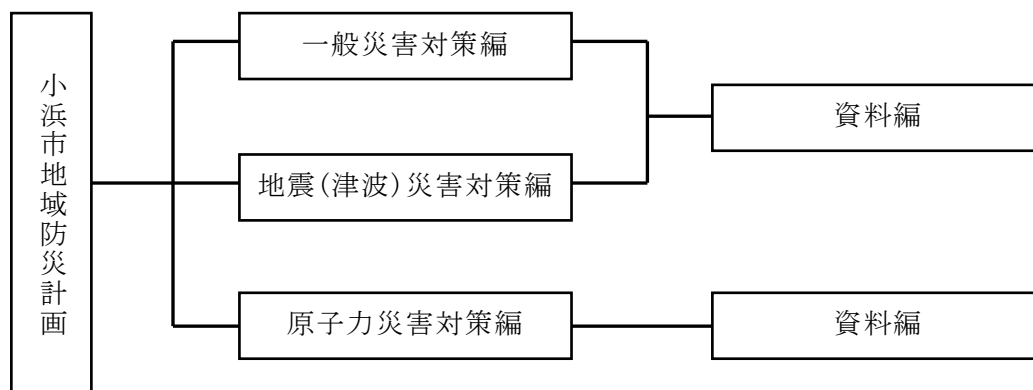 小浜市地域防災計画
一般災害対策編
地震(津波)災害対策編
原子力災害対策編
資料編
資料編